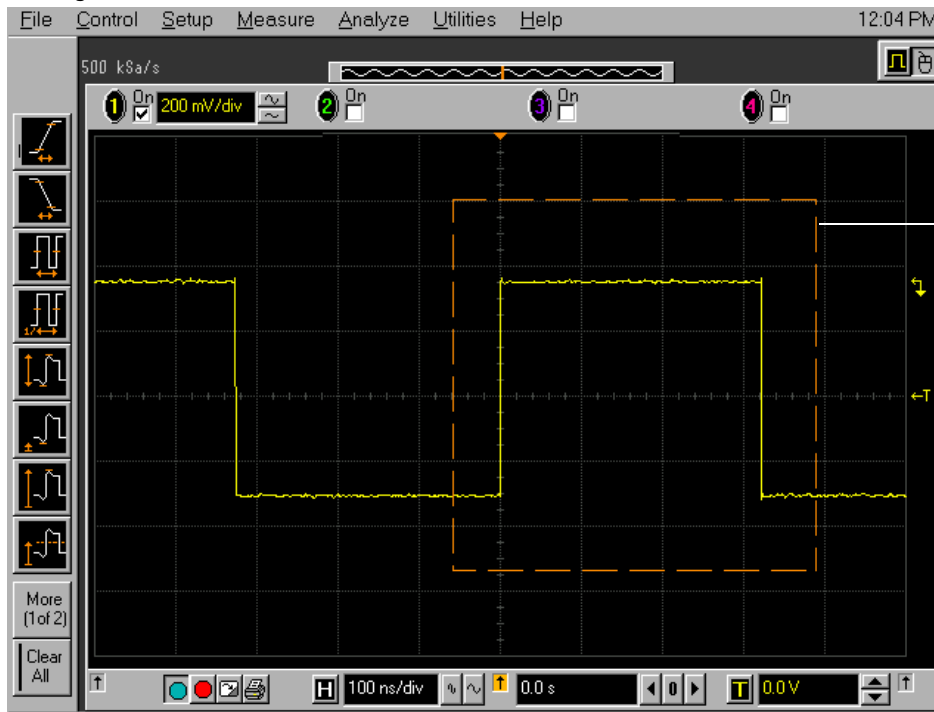 File Control Setup Measure Analyze Utilities Help 12:04 PM
500 kSa/s
1 On 200 mV/div 2 On 3 On 4 On
T
More
(1of 2)
Clear
All
H 100 ns/div 0.0 s 0 T 0.0 V